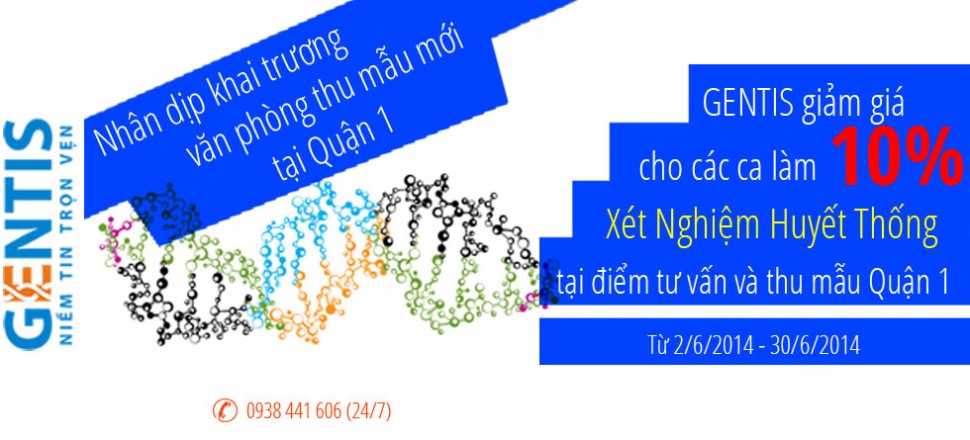 GENTIS
NIỀM TIN TRỌN VẸN
Nhân dịp khai trương
văn phòng thu mẫu mới
tại Quận 1
GENTIS giảm giá
cho các ca làm 10%
Xét Nghiệm Huyết Thống
tại điểm tư vấn và thu mẫu Quận 1
Từ 2/6/2014 - 30/6/2014
0938 441 606 (24/7)